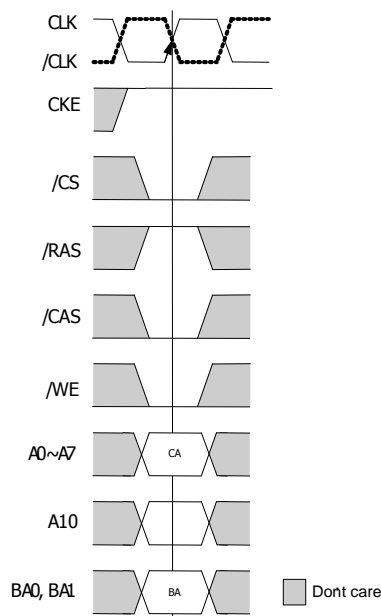 CLK
/CLK
CKE
/CS
/RAS
/CAS
/WE
A0~A7
CA
A10
BA0, BA1
BA
Dont care